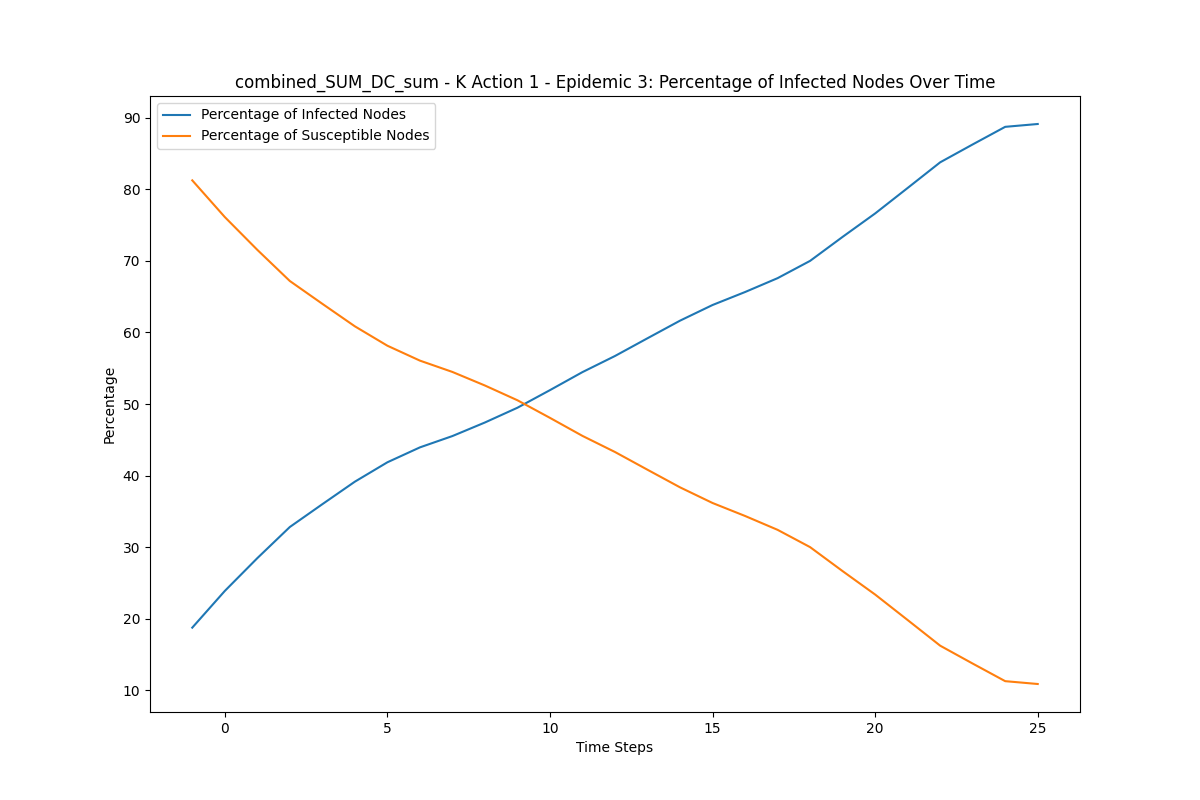 combined_SUM_DC_sum - K Action 1 - Epidemic 3: Percentage of Infected Nodes Over Time
Percentage of Infected Nodes
Percentage of Susceptible Nodes
90
80
70
60
50
40
30
20
10
Percentage
0 5 10 15 20 25
Time Steps